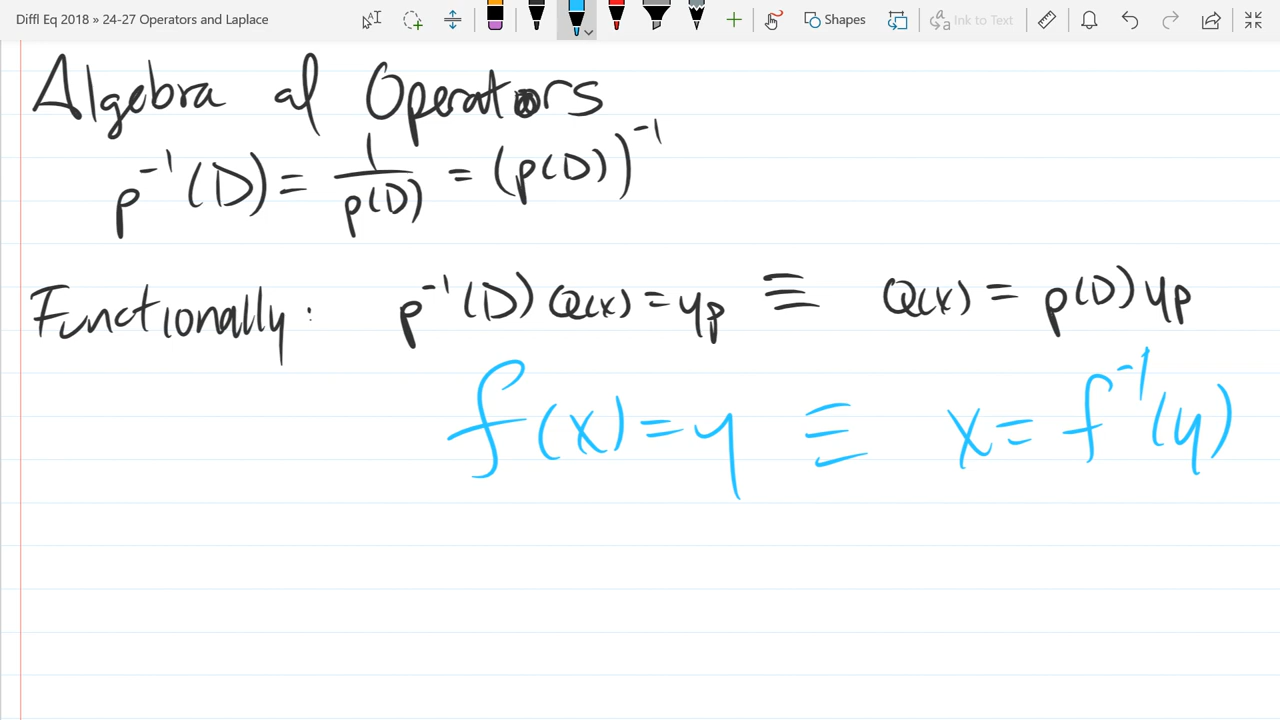 Diffl Eq 2018 » 24-27 Operators and Laplace
Shapes
Ink to Text
Algebra al Operators
p⁻¹(D) = 1/p(D) = (p(D))⁻¹
Functionally: p⁻¹(D) Q(x) = yp ≡ Q(x) = p(D) yp
f(x) = y ≡ x = f⁻¹(y)